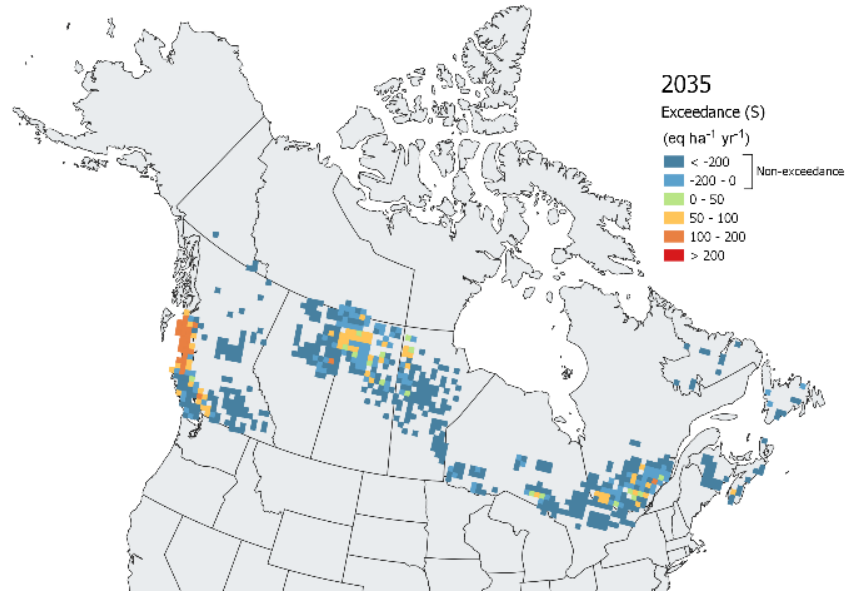 2035
Exceedance (S)
(eq ha⁻¹ yr⁻¹)
< -200
-200 - 0
Non-exceedance
0 - 50
50 - 100
100 - 200
> 200